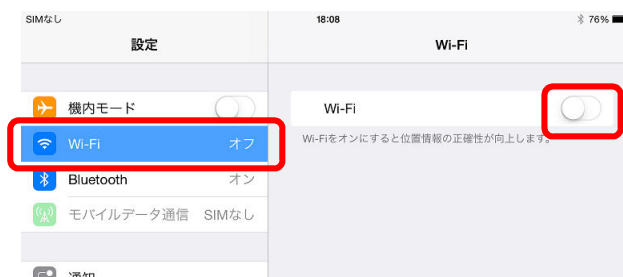 SIMなし 18:08 76%
設定 Wi-Fi
機内モード
Wi-Fi オフ
Bluetooth オン
モバイルデータ通信 SIMなし
通知
Wi-Fi
Wi-Fiをオンにすると位置情報の正確性が向上します。